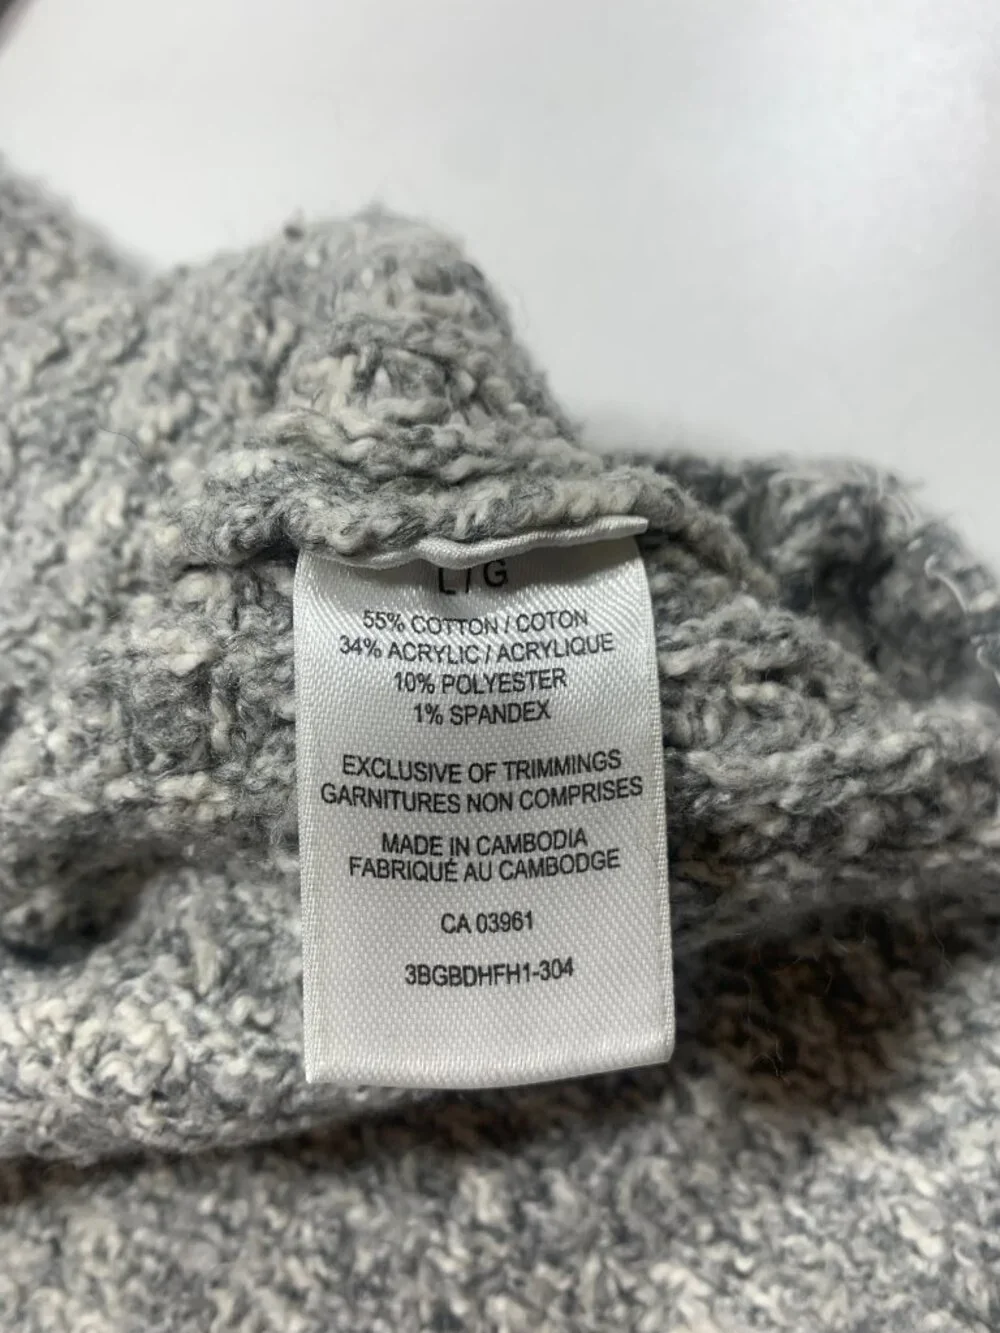 L / G
55% COTTON / COTON
34% ACRYLIC / ACRYLIQUE
10% POLYESTER
1% SPANDEX
EXCLUSIVE OF TRIMMINGS
GARNITURES NON COMPRISES
MADE IN CAMBODIA
FABRIQUÉ AU CAMBODGE
CA 03961
3BGBDHFH1-304